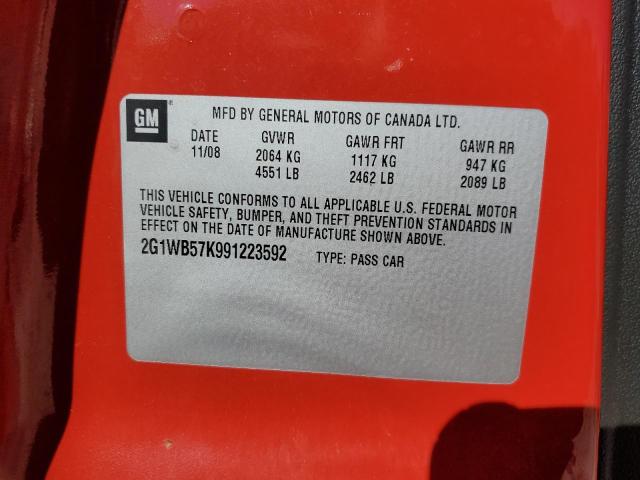 GM ® MFD BY GENERAL MOTORS OF CANADA LTD.
DATE GVWR GAWR FRT GAWR RR
11/08 2064 KG 1117 KG 947 KG
4551 LB 2462 LB 2089 LB
THIS VEHICLE CONFORMS TO ALL APPLICABLE U.S. FEDERAL MOTOR
VEHICLE SAFETY, BUMPER, AND THEFT PREVENTION STANDARDS IN
EFFECT ON THE DATE OF MANUFACTURE SHOWN ABOVE.
2G1WB57K991223592 TYPE: PASS CAR